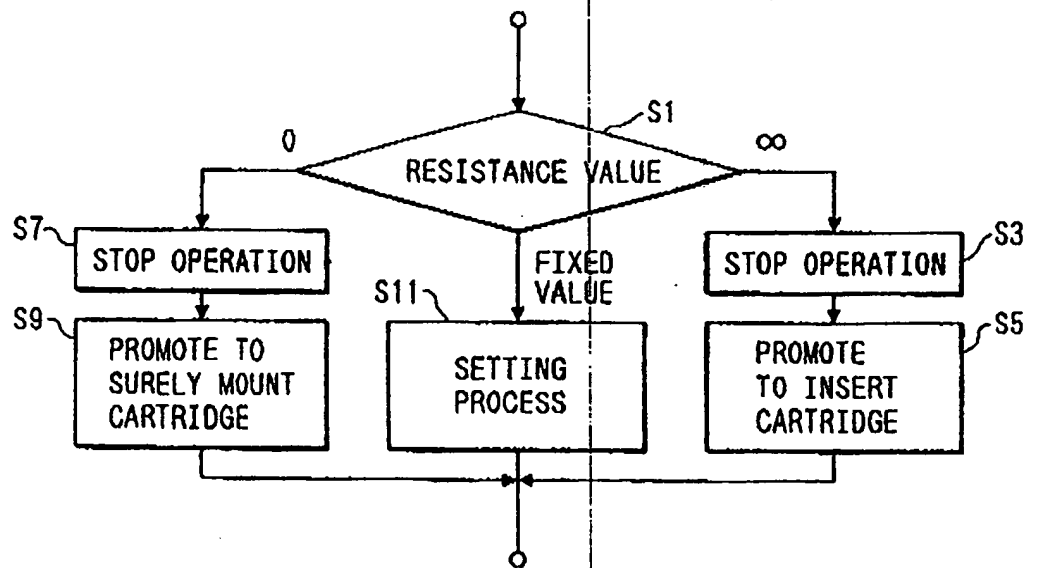 S1
0
∞
RESISTANCE VALUE
S7
STOP OPERATION
FIXED
VALUE
S3
STOP OPERATION
S9
PROMOTE TO
SURELY MOUNT
CARTRIDGE
S11
SETTING
PROCESS
S5
PROMOTE
TO INSERT
CARTRIDGE